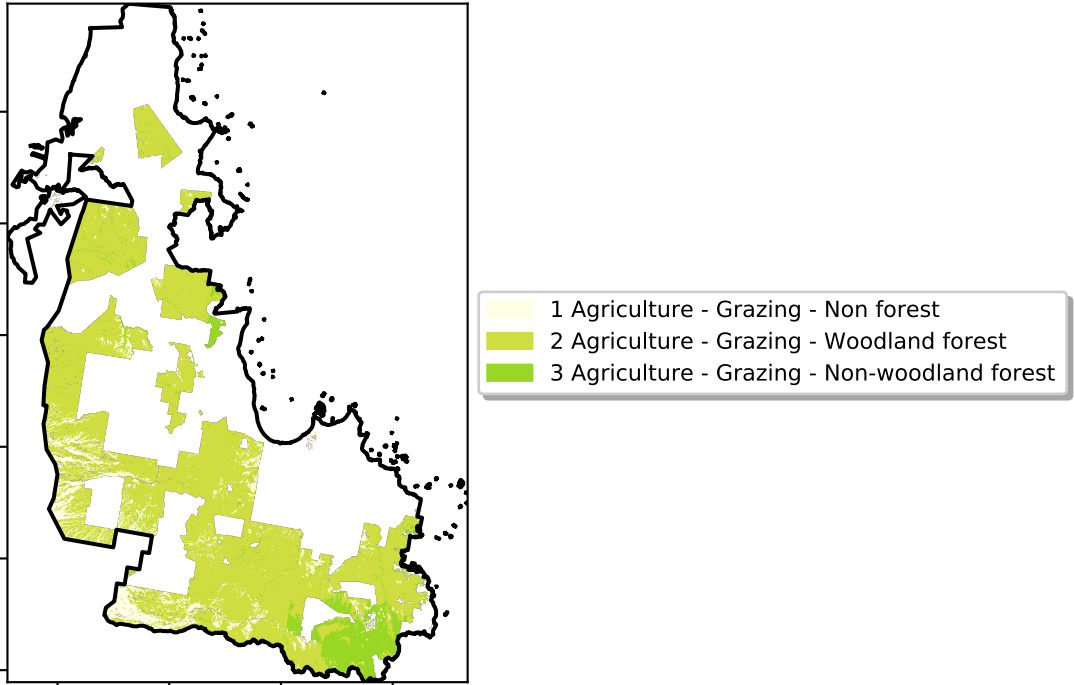 1 Agriculture - Grazing - Non forest
2 Agriculture - Grazing - Woodland forest
3 Agriculture - Grazing - Non-woodland forest